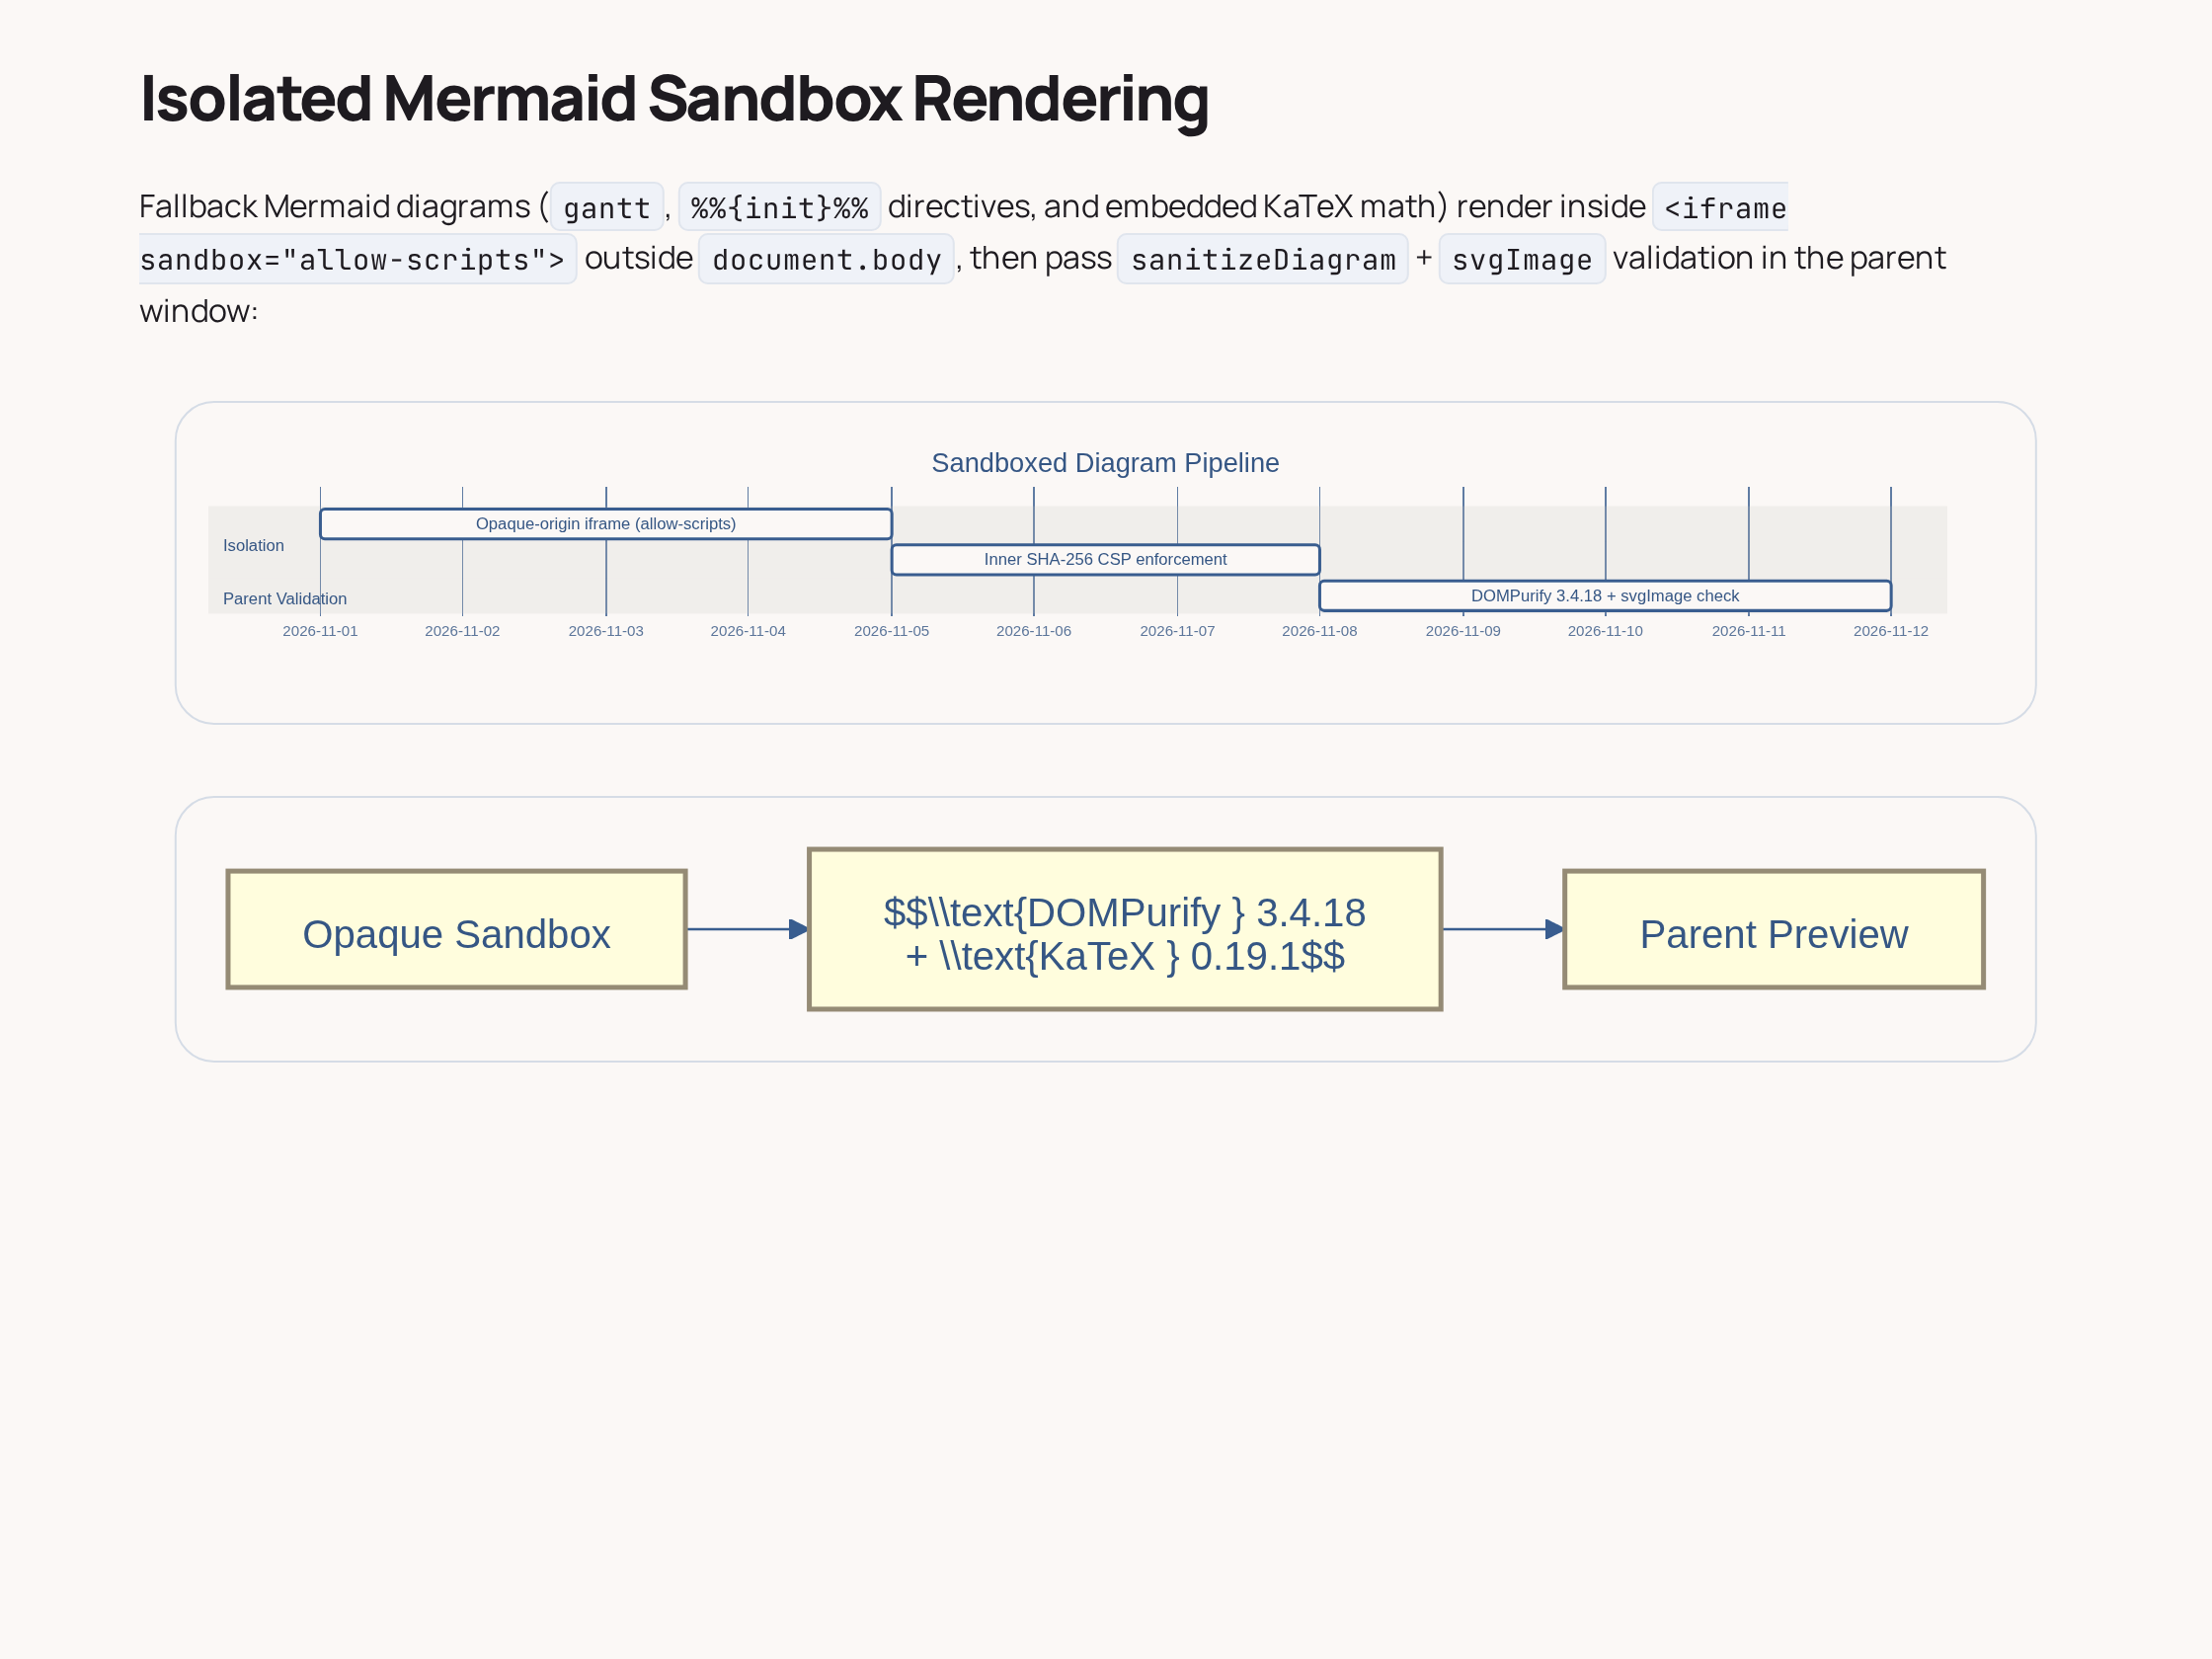 Isolated Mermaid Sandbox Rendering
Fallback Mermaid diagrams (gantt, %%{init}%% directives, and embedded KaTeX math) render inside <iframe
sandbox="allow-scripts"> outside document.body, then pass sanitizeDiagram + svgImage validation in the parent
window:
Sandboxed Diagram Pipeline
Opaque-origin iframe (allow-scripts)
Isolation
Inner SHA-256 CSP enforcement
DOMPurify 3.4.18 + svgImage check
Parent Validation
2026-11-01 2026-11-02 2026-11-03 2026-11-04 2026-11-05 2026-11-06 2026-11-07 2026-11-08 2026-11-09 2026-11-10 2026-11-11 2026-11-12
Opaque Sandbox
$$\\text{DOMPurify } 3.4.18
+ \\text{KaTeX } 0.19.1$$
Parent Preview